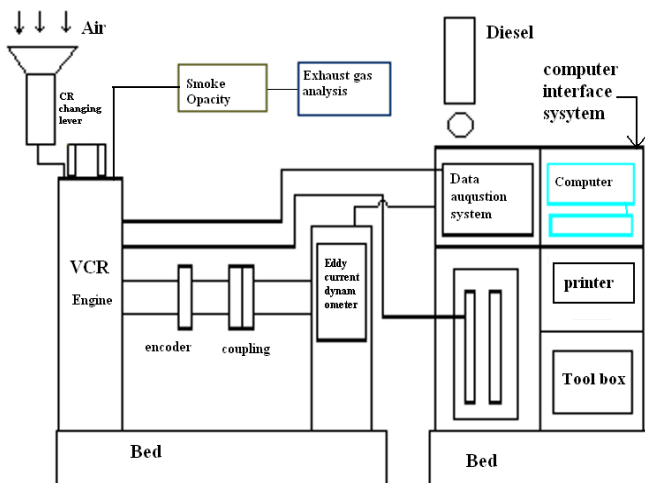 Air
Diesel
CR
changing
lever
Smoke
Opacity
Exhaust gas
analysis
computer
interface
sysytem
Data
auqustion
system
Computer
VCR
Engine
Eddy
current
dynam
ometer
encoder
coupling
printer
Tool box
Bed
Bed